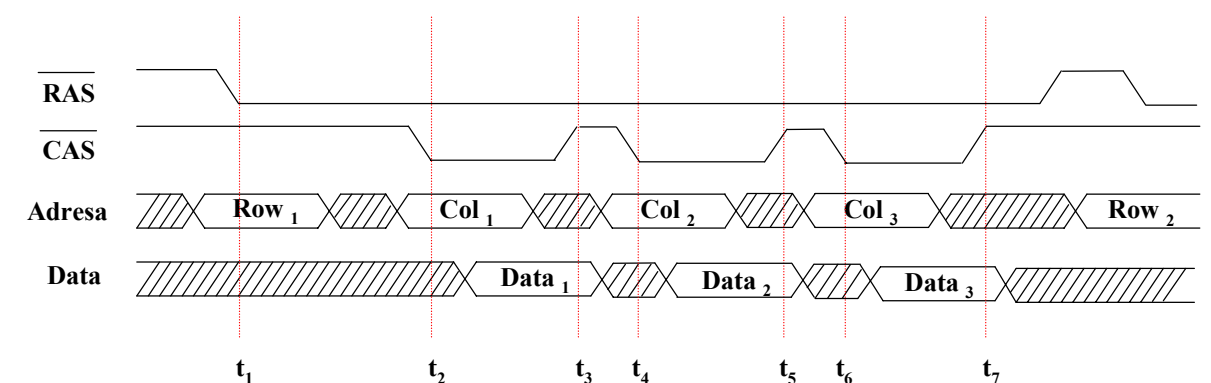 RAS
CAS
Adresa Row 1 Col 1 Col 2 Col 3 Row 2
Data Data 1 Data 2 Data 3
t1 t2 t3 t4 t5 t6 t7